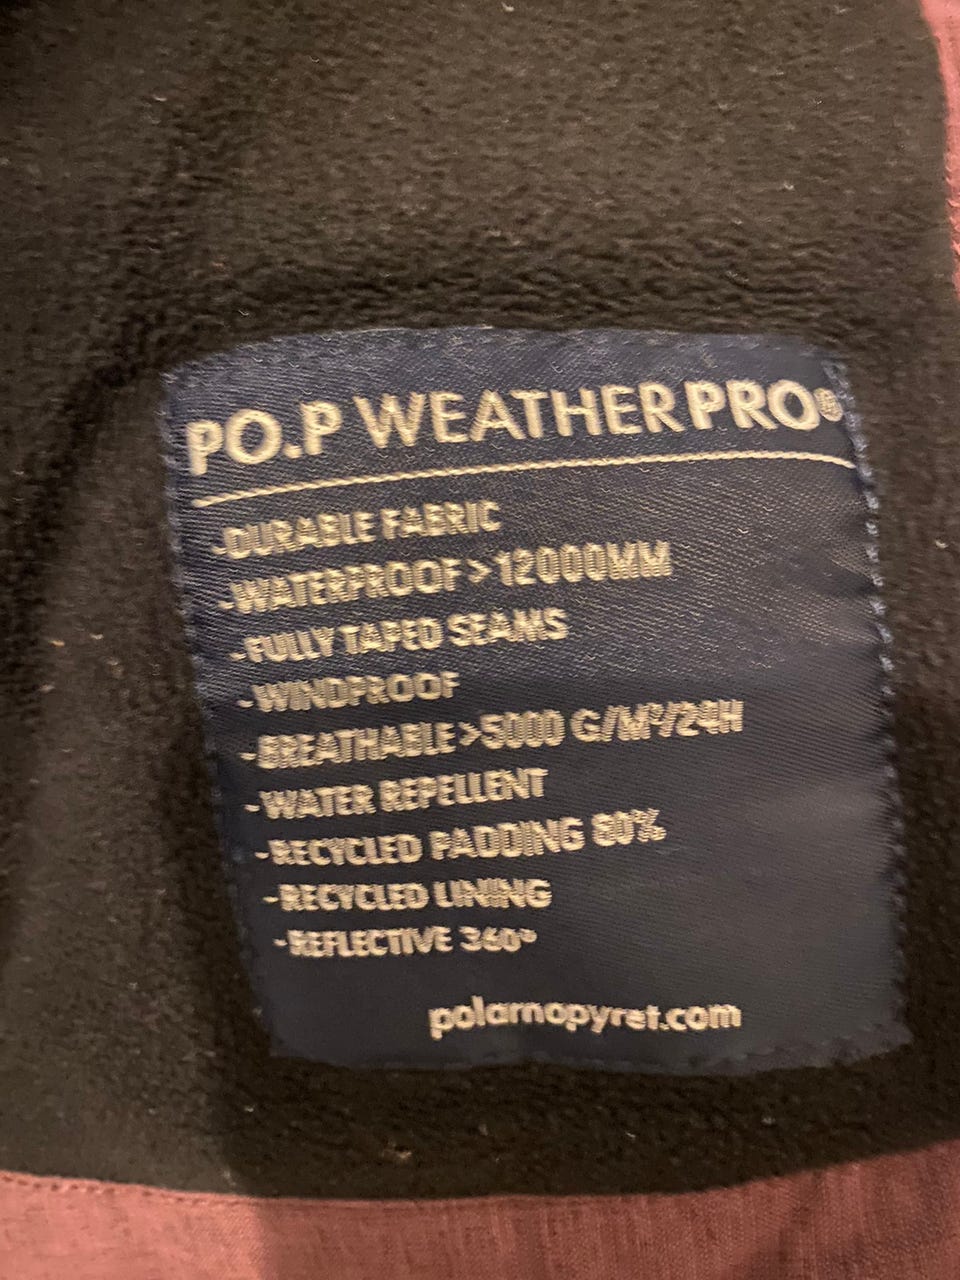 PO.P WEATHERPRO®
-DURABLE FABRIC
-WATERPROOF>12000MM
-FULLY TAPED SEAMS
-WINDPROOF
-BREATHABLE>5000 G/M²/24H
-WATER REPELLENT
-RECYCLED PADDING 80%
-RECYCLED LINING
-REFLECTIVE 360°
polarnopyret.com